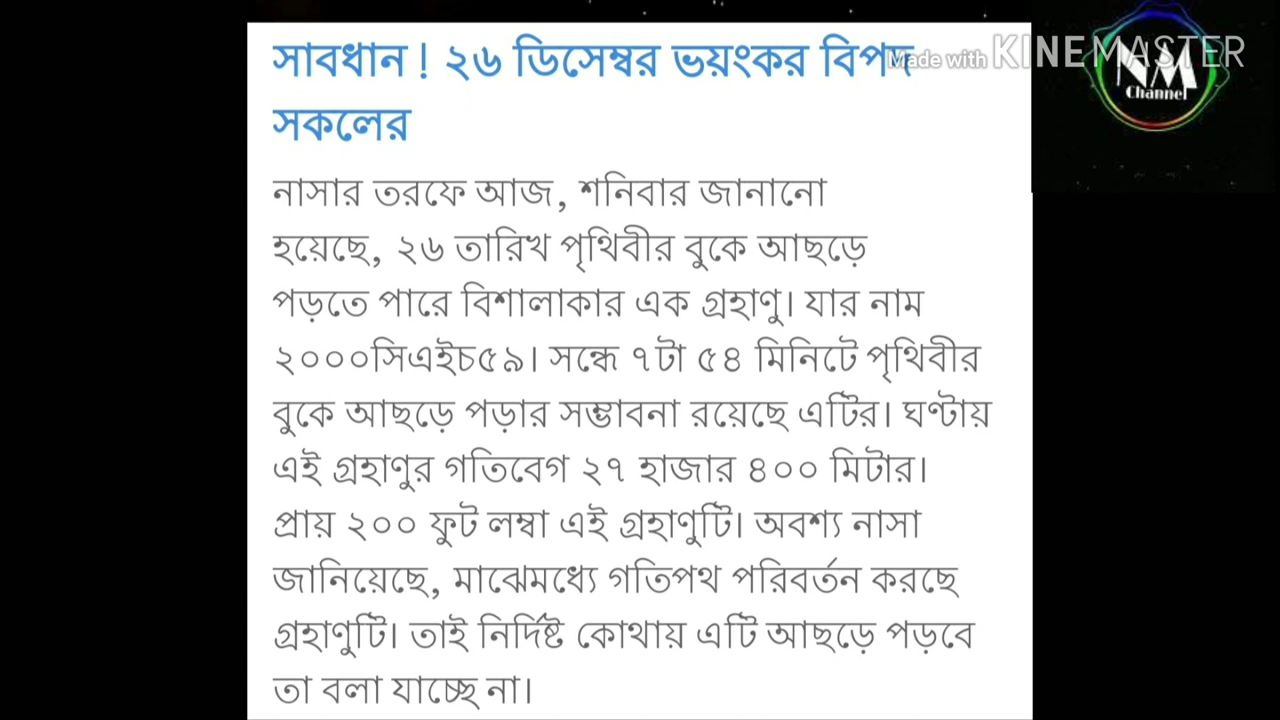 সাবধান ! ২৬ ডিসেম্বর ভয়ংকর বিপদ
সকলের
Made with KINEMASTER
NM
Channel
নাসার তরফে আজ, শনিবার জানানো
হয়েছে, ২৬ তারিখ পৃথিবীর বুকে আছড়ে
পড়তে পারে বিশালাকার এক গ্রহাণু। যার নাম
২০০০সিএইচ৫৯। সন্ধে ৭টা ৫৪ মিনিটে পৃথিবীর
বুকে আছড়ে পড়ার সম্ভাবনা রয়েছে এটির। ঘণ্টায়
এই গ্রহাণুর গতিবেগ ২৭ হাজার ৪০০ মিটার।
প্রায় ২০০ ফুট লম্বা এই গ্রহাণুটি। অবশ্য নাসা
জানিয়েছে, মাঝেমধ্যে গতিপথ পরিবর্তন করছে
গ্রহাণুটি। তাই নির্দিষ্ট কোথায় এটি আছড়ে পড়বে
তা বলা যাচ্ছে না।